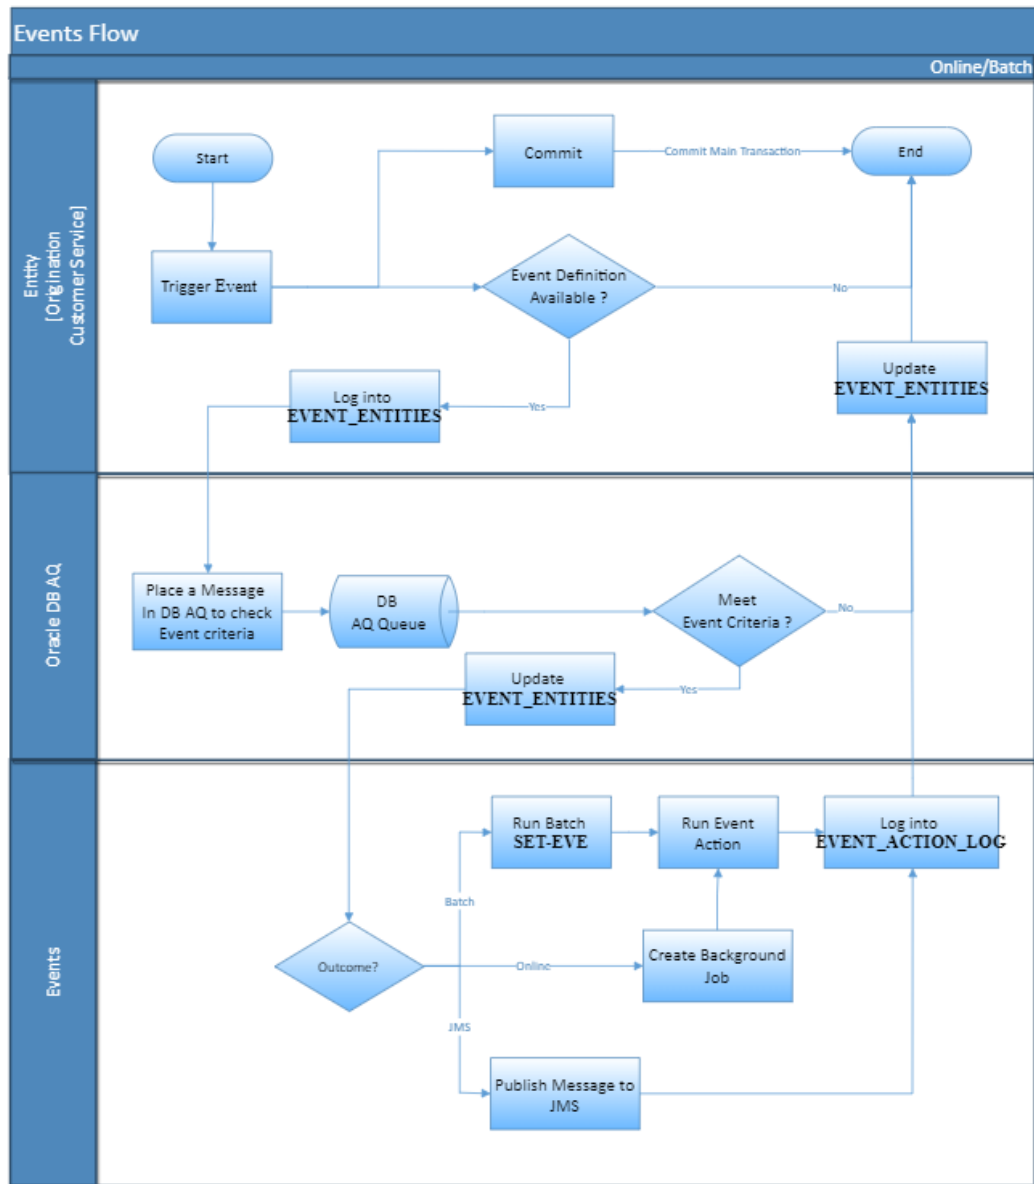 Events Flow
Online/Batch
Entity
[Origination
Customer Service]
Start
Commit
Commit Main Transaction
End
Trigger Event
Event Definition
Available ?
No
Yes
Log into
EVENT_ENTITIES
Update
EVENT_ENTITIES
Oracle DB AQ
Place a Message
In DB AQ to check
Event criteria
DB
AQ Queue
Meet
Event Criteria ?
No
Yes
Update
EVENT_ENTITIES
Events
Outcome?
Batch
Online
JMS
Run Batch
SET-EVE
Run Event
Action
Log into
EVENT_ACTION_LOG
Create Background
Job
Publish Message to
JMS